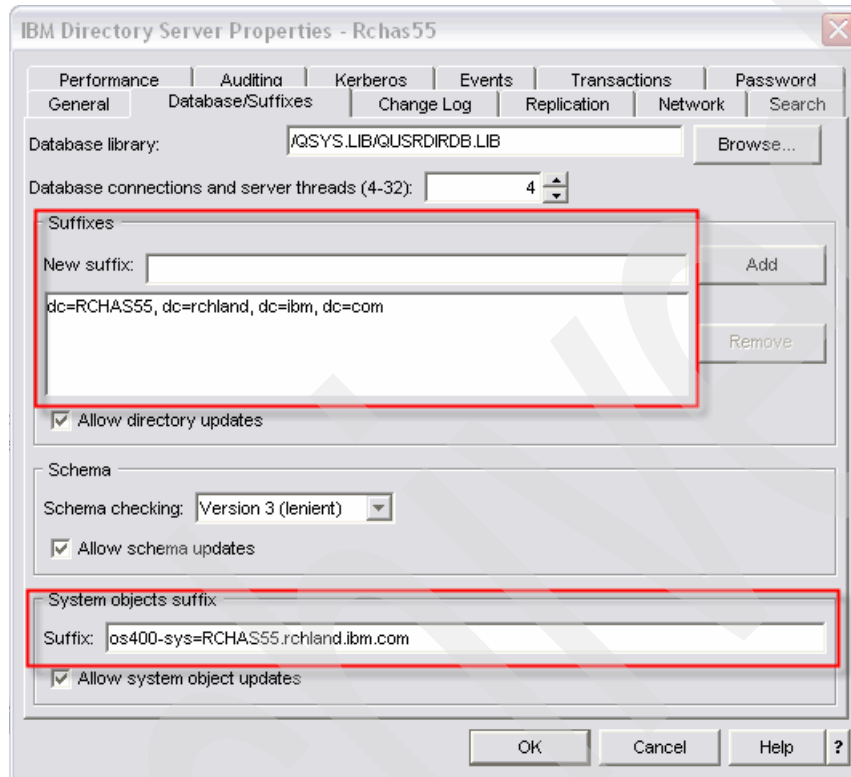 IBM Directory Server Properties - Rchas55
Performance Auditing Kerberos Events Transactions Password
General Database/Suffixes Change Log Replication Network Search
Database library: /QSYS.LIB/QUSRDIRDB.LIB Browse...
Database connections and server threads (4-32): 4
Suffixes
New suffix: Add
dc=RCHAS55, dc=rchland, dc=ibm, dc=com
Remove
Allow directory updates
Schema
Schema checking: Version 3 (lenient)
Allow schema updates
System objects suffix
Suffix: os400-sys=RCHAS55.rchland.ibm.com
Allow system object updates
OK Cancel Help ?